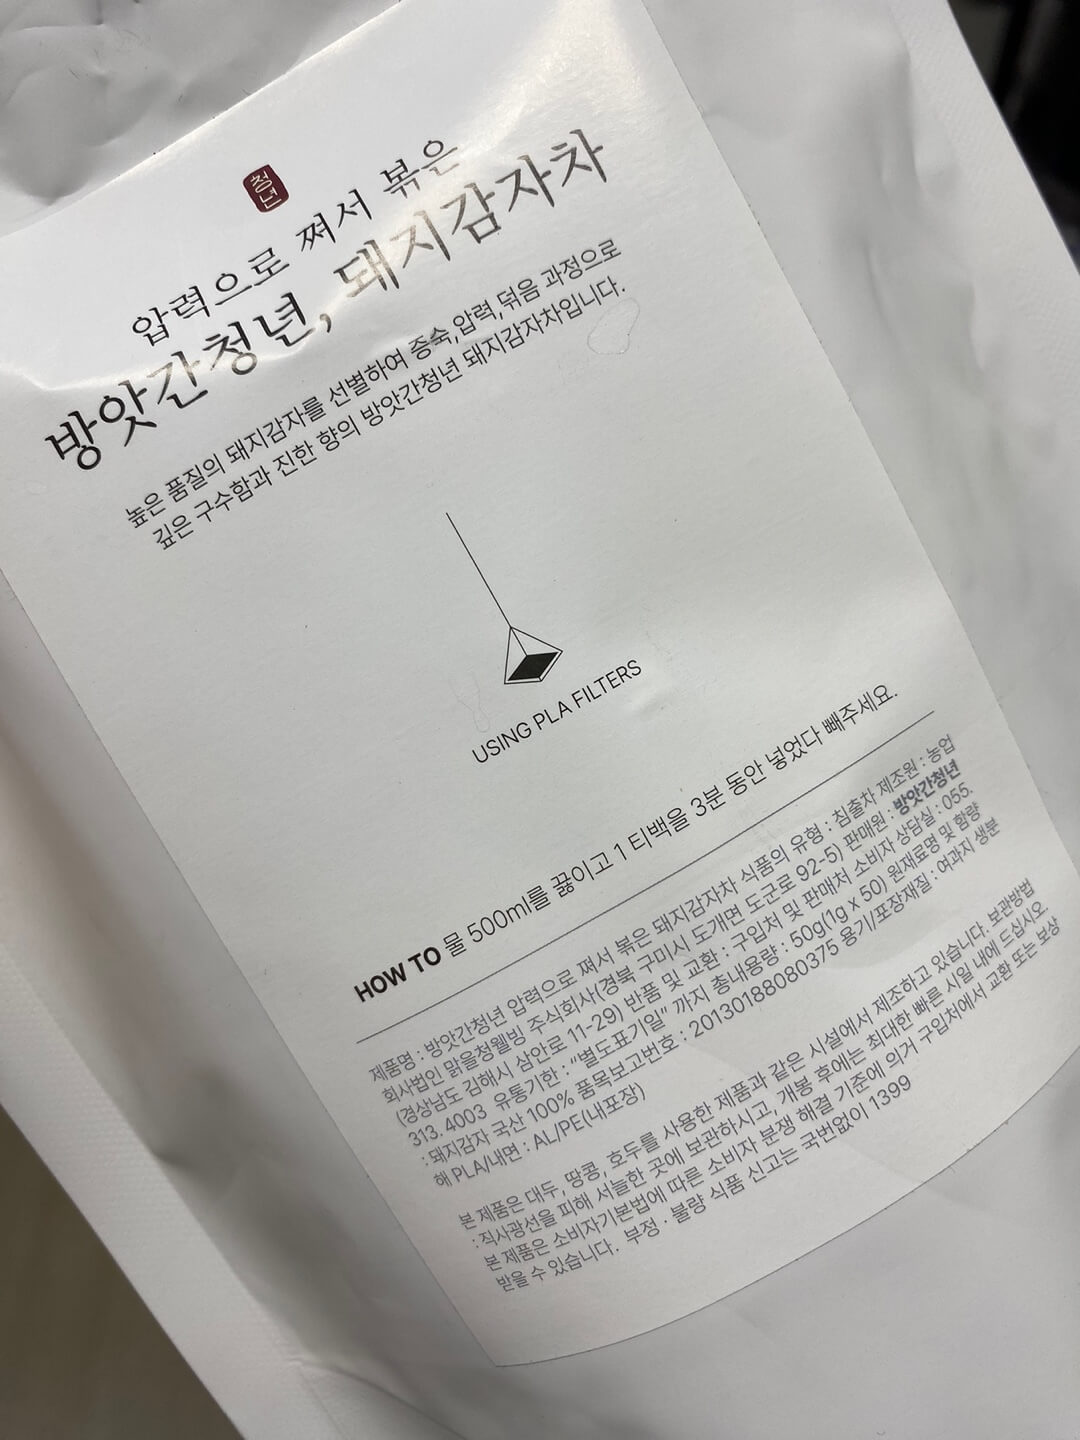 청년
압력으로 쪄서 볶은
방앗간청년, 돼지감자차
높은 품질의 돼지감자를 선별하여 증숙,압력,덖음 과정으로
깊은 구수함과 진한 향의 방앗간청년 돼지감자차입니다.
USING PLA FILTERS
HOW TO 물 500ml를 끓이고 1 티백을 3분 동안 넣었다 빼주세요.
제품명 : 방앗간청년 압력으로 쪄서 볶은 돼지감자차 식품의 유형 : 침출차 제조원 : 농업
회사법인 맑을청웰빙 주식회사(경북 구미시 도개면 도군로 92-5) 판매원 : 방앗간청년
(경상남도 김해시 삼안로 11-29) 반품 및 교환 : 구입처 및 판매처 소비자 상담실 : 055.
313. 4003 유통기한 : "별도표기일" 까지 총내용량 : 50g(1g x 50) 원재료명 및 함량
: 돼지감자 국산 100% 품목보고번호 : 20130188080375 용기/포장재질 : 여과지 생분
해 PLA/내면 : AL/PE(내포장)
본 제품은 대두, 땅콩, 호두를 사용한 제품과 같은 시설에서 제조하고 있습니다. 보관방법
: 직사광선을 피해 서늘한 곳에 보관하시고, 개봉 후에는 최대한 빠른 시일 내에 드십시오.
본 제품은 소비자기본법에 따른 소비자 분쟁 해결 기준에 의거 구입처에서 교환 또는 보상
받을 수 있습니다. 부정 · 불량 식품 신고는 국번없이 1399